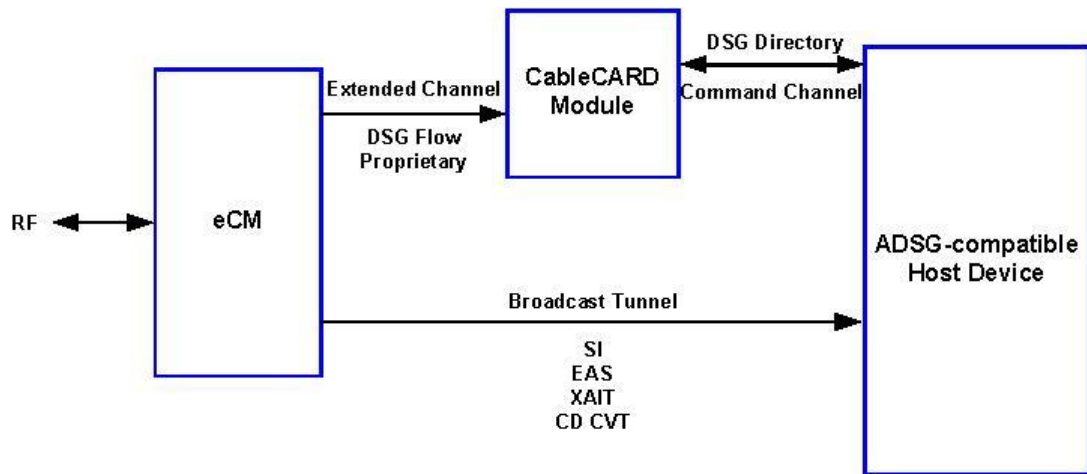 DSG Directory
CableCARD
Module
Extended Channel
Command Channel
DSG Flow
Proprietary
RF
eCM
ADSG-compatible
Host Device
Broadcast Tunnel
SI
EAS
XAIT
CD CVT